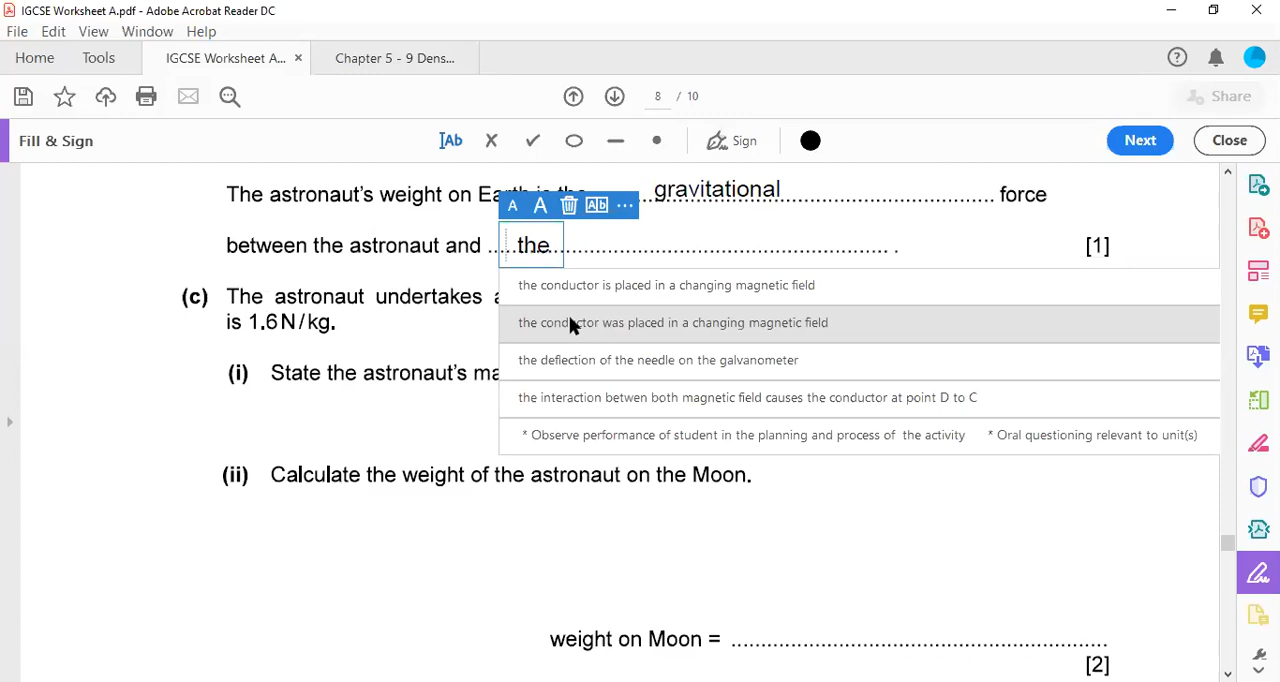 IGCSE Worksheet A.pdf - Adobe Acrobat Reader DC
File Edit View Window Help
Home Tools IGCSE Worksheet A... × Chapter 5 - 9 Dens...
8 / 10 Share
Fill & Sign Ab Sign Next Close
The astronaut's weight on Earth is the gravitational force
between the astronaut and ... the ... . [1]
the conductor is placed in a changing magnetic field
(c) The astronaut undertakes
is 1.6 N/kg.
the conductor was placed in a changing magnetic field
the deflection of the needle on the galvanometer
(i) State the astronaut's
the interaction betwen both magnetic field causes the conductor at point D to C
* Observe performance of student in the planning and process of the activity * Oral questioning relevant to unit(s)
(ii) Calculate the weight of the astronaut on the Moon.
weight on Moon = ...
[2]